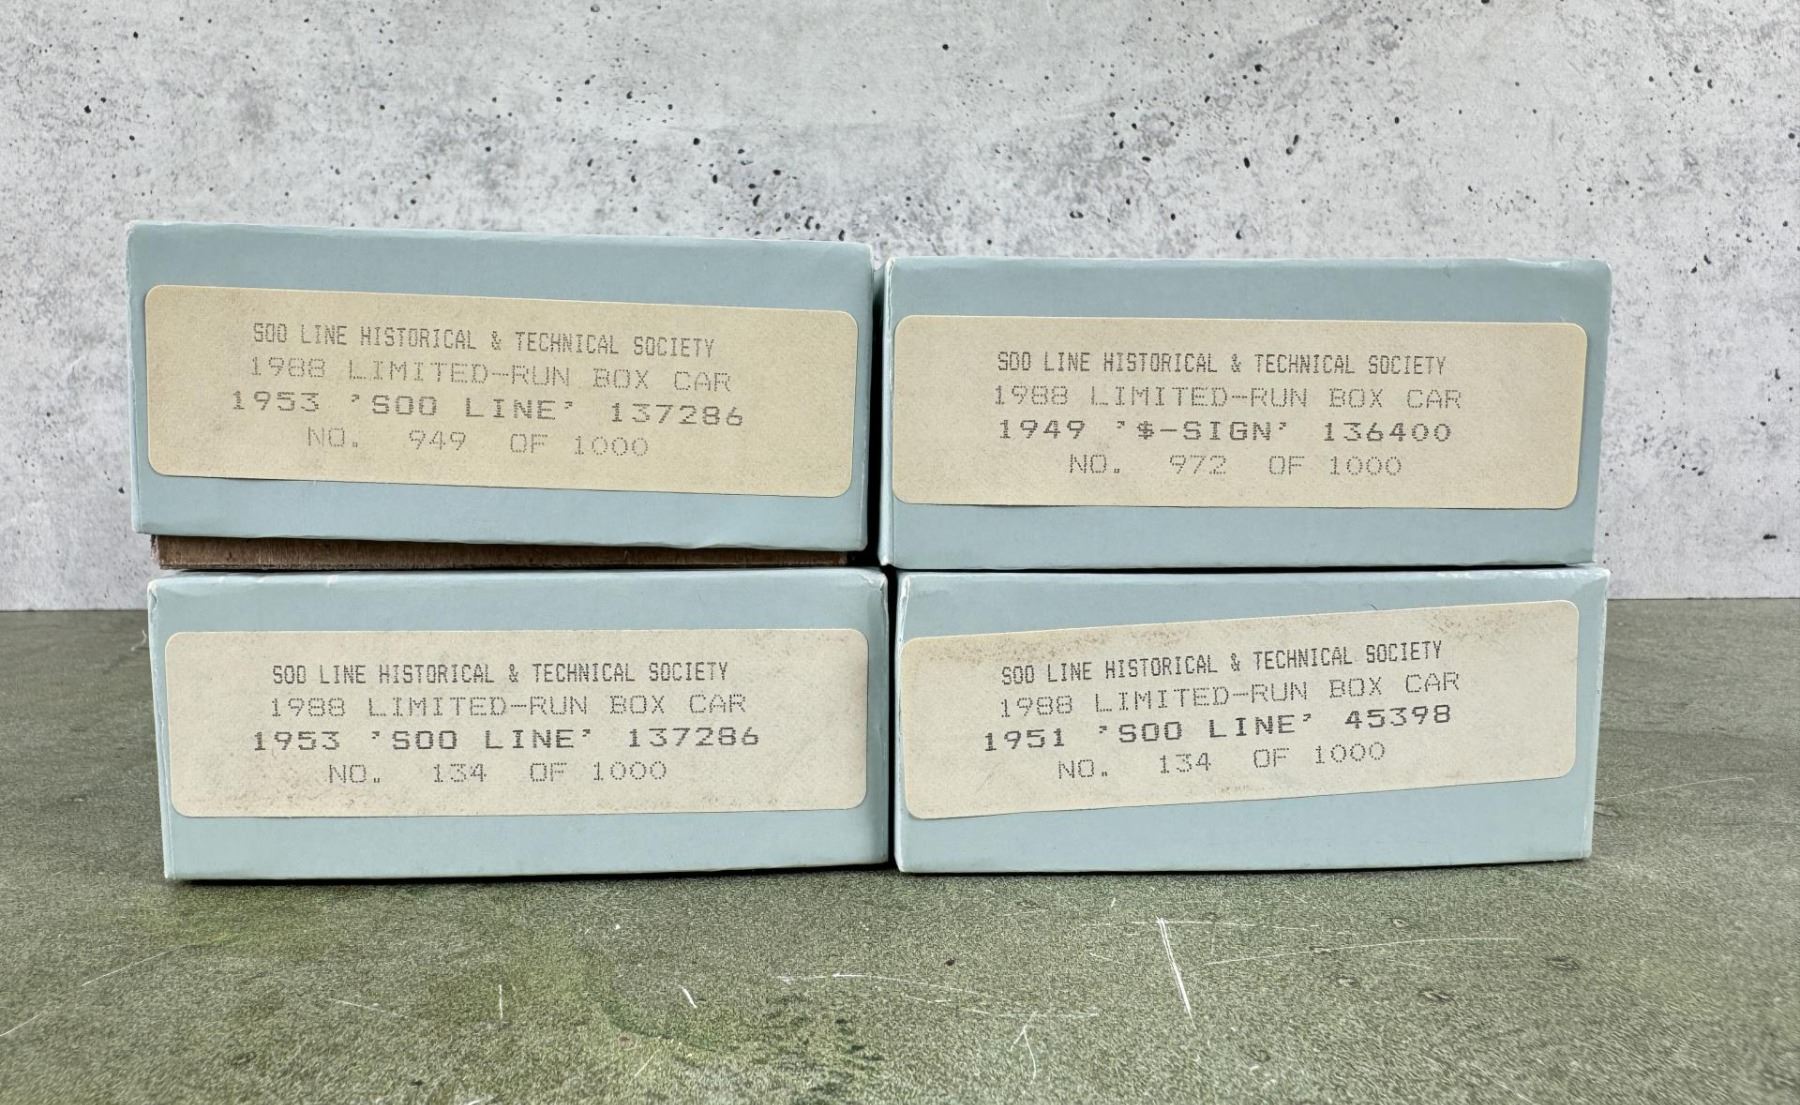 SOO LINE HISTORICAL & TECHNICAL SOCIETY
1988 LIMITED-RUN BOX CAR
1953 'SOO LINE' 137286
NO. 949 OF 1000
SOO LINE HISTORICAL & TECHNICAL SOCIETY
1988 LIMITED-RUN BOX CAR
1949 '$-SIGN' 136400
NO. 972 OF 1000
SOO LINE HISTORICAL & TECHNICAL SOCIETY
1988 LIMITED-RUN BOX CAR
1953 'SOO LINE' 137286
NO. 134 OF 1000
SOO LINE HISTORICAL & TECHNICAL SOCIETY
1988 LIMITED-RUN BOX CAR
1951 'SOO LINE' 45398
NO. 134 OF 1000